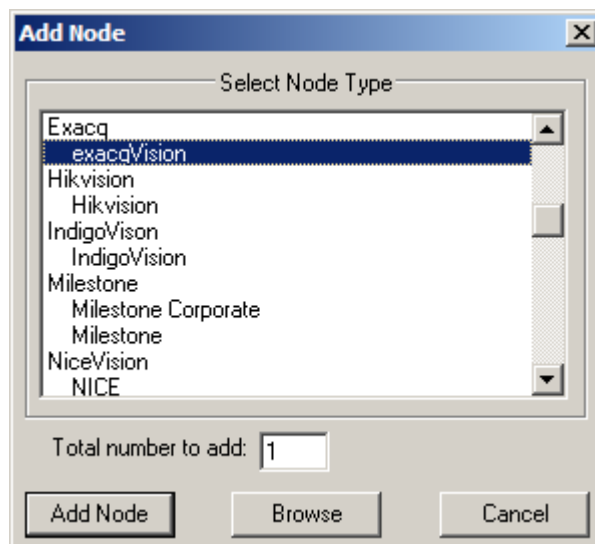 Add Node
Select Node Type
Exacq
exacqVision
Hikvision
Hikvision
IndigoVison
IndigoVision
Milestone
Milestone Corporate
Milestone
NiceVision
NICE
Total number to add: 1
Add Node Browse Cancel